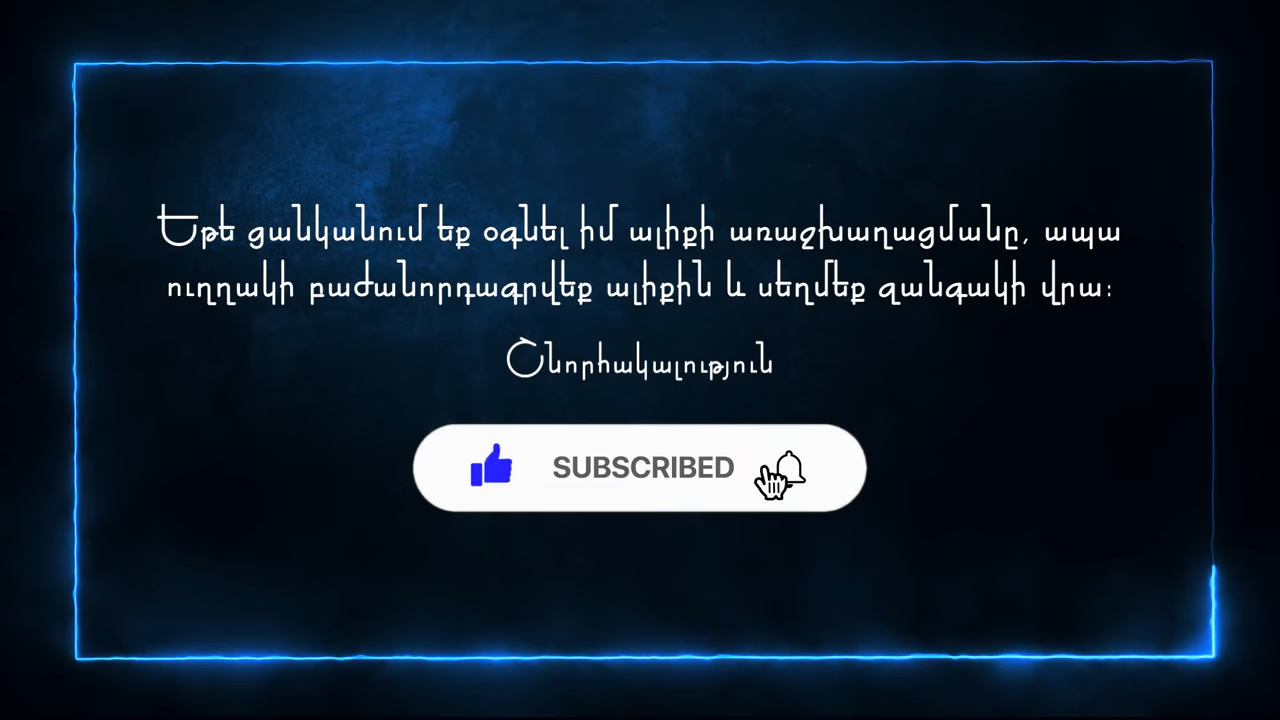 Եթե ցանկանում եք օգնել իմ ալիքի առաջխաղացմանը, ապա
ուղղակի բաժանորդագրվեք ալիքին և սեղմեք զանգակի վրա:
Շնորհակալություն
SUBSCRIBED